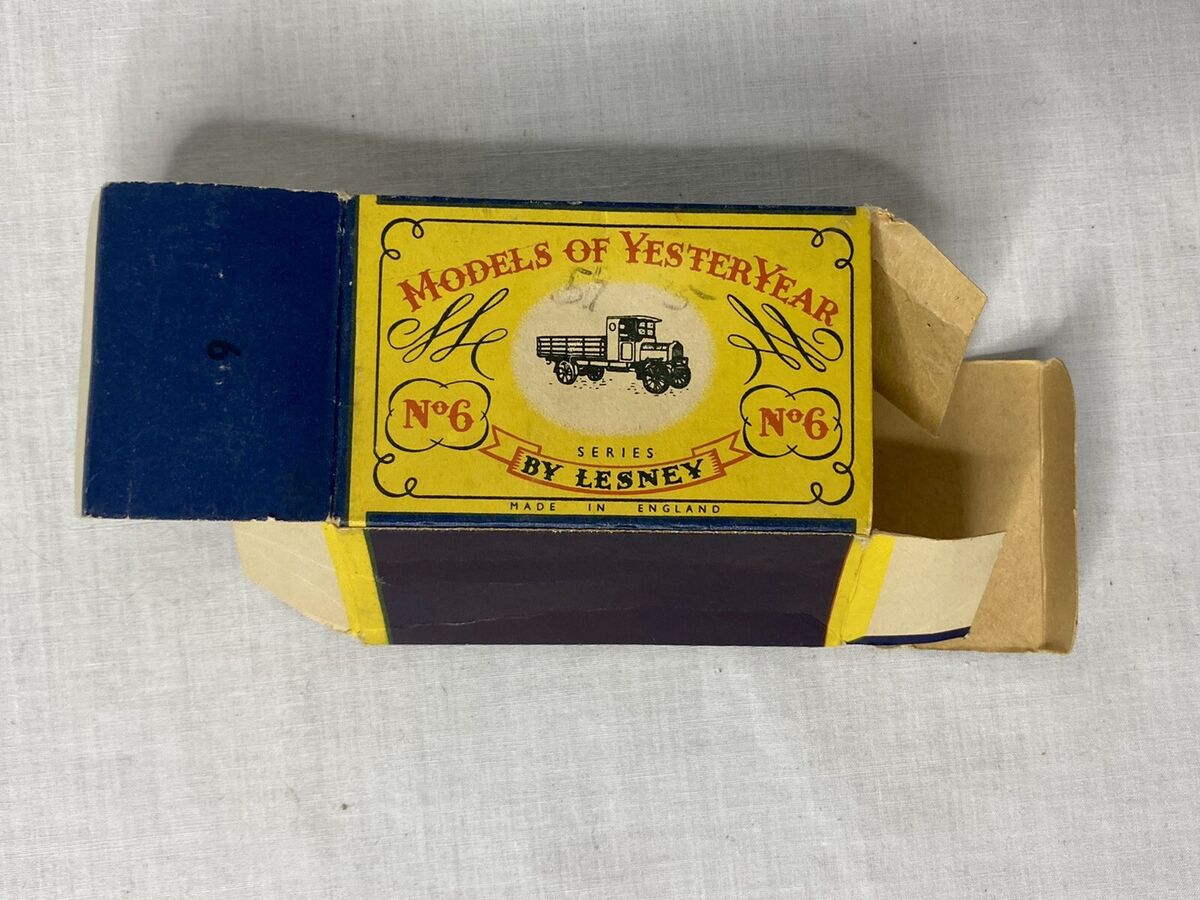 MODELS OF YESTERYEAR
Nº6
Nº6
SERIES
BY LESNEY
MADE IN ENGLAND
6